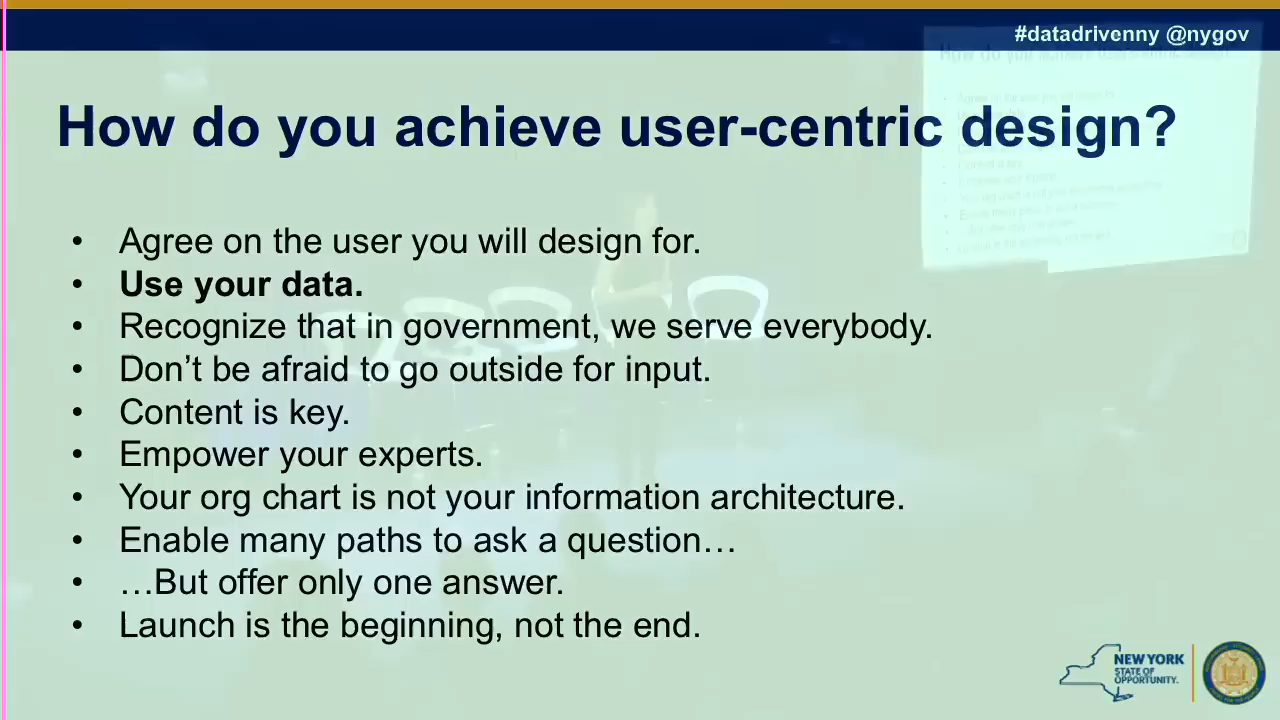 #datadrivenny @nygov
How do you achieve user-centric design?
• Agree on the user you will design for.
• Use your data.
• Recognize that in government, we serve everybody.
• Don’t be afraid to go outside for input.
• Content is key.
• Empower your experts.
• Your org chart is not your information architecture.
• Enable many paths to ask a question…
• …But offer only one answer.
• Launch is the beginning, not the end.
NEW YORK
STATE OF
OPPORTUNITY.